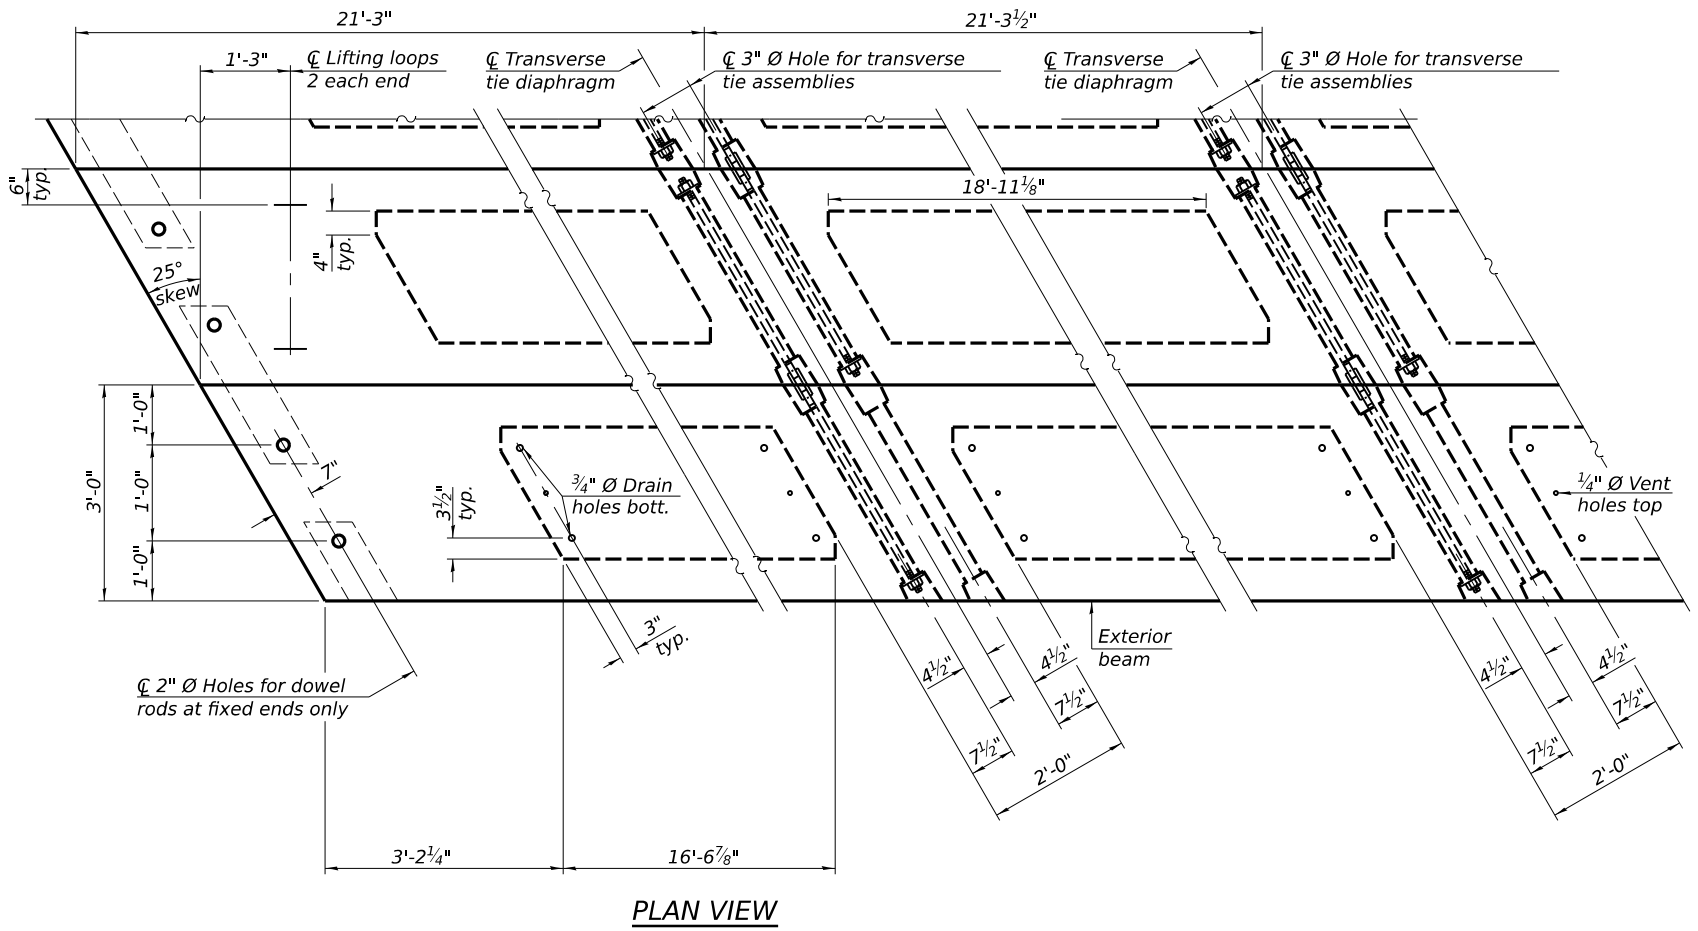 21'-3"
21'-3½"
1'-3"
℄ Lifting loops
2 each end
℄ Transverse
tie diaphragm
℄ 3" Ø Hole for transverse
tie assemblies
℄ Transverse
tie diaphragm
℄ 3" Ø Hole for transverse
tie assemblies
6"
typ.
18'-11⅛"
4"
typ.
25°
skew
3'-0"
1'-0"
1'-0"
1'-0"
7"
3½"
typ.
¾" Ø Drain
holes bott.
¼" Ø Vent
holes top
3"
typ.
Exterior
beam
4½"
4½"
7½"
7½"
2'-0"
4½"
4½"
7½"
7½"
2'-0"
℄ 2" Ø Holes for dowel
rods at fixed ends only
3'-2¼"
16'-6⅞"
PLAN VIEW